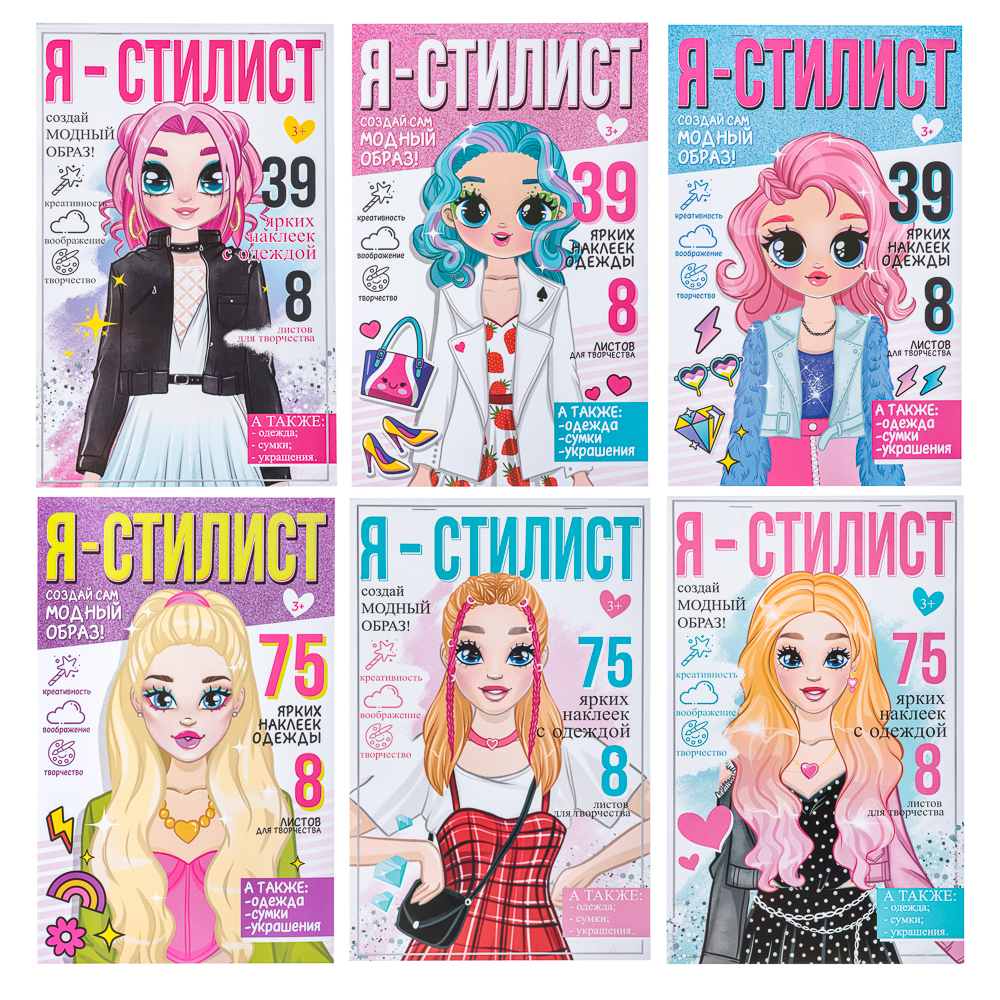 Я - СТИЛИСТ
создай
МОДНЫЙ
ОБРАЗ!
3+
креативность
воображение
творчество
39
ярких
наклеек
с одеждой
8
листов
для творчества
А ТАКЖЕ:
- одежда;
- сумки;
- украшения.
Я-СТИЛИСТ
СОЗДАЙ САМ
МОДНЫЙ
ОБРАЗ!
3+
креативность
воображение
творчество
39
ЯРКИХ
НАКЛЕЕК
ОДЕЖДЫ
8
ЛИСТОВ
ДЛЯ ТВОРЧЕСТВА
А ТАКЖЕ:
-одежда
-сумки
-украшения
Я-СТИЛИСТ
СОЗДАЙ САМ
МОДНЫЙ
ОБРАЗ!
3+
креативность
воображение
творчество
39
ЯРКИХ
НАКЛЕЕК
ОДЕЖДЫ
8
ЛИСТОВ
ДЛЯ ТВОРЧЕСТВА
А ТАКЖЕ:
-одежда
-сумки
-украшения
Я-СТИЛИСТ
СОЗДАЙ САМ
МОДНЫЙ
ОБРАЗ!
3+
креативность
воображение
творчество
75
ЯРКИХ
НАКЛЕЕК
ОДЕЖДЫ
8
ЛИСТОВ
ДЛЯ ТВОРЧЕСТВА
А ТАКЖЕ:
-одежда
-сумки
-украшения
Я - СТИЛИСТ
создай
МОДНЫЙ
ОБРАЗ!
3+
креативность
воображение
творчество
75
ярких
наклеек
с одеждой
8
листов
для творчества
А ТАКЖЕ:
- одежда;
- сумки;
- украшения.
Я - СТИЛИСТ
создай
МОДНЫЙ
ОБРАЗ!
3+
креативность
воображение
творчество
75
ярких
наклеек
с одеждой
8
листов
для творчества
А ТАКЖЕ:
- одежда;
- сумки;
- украшения.